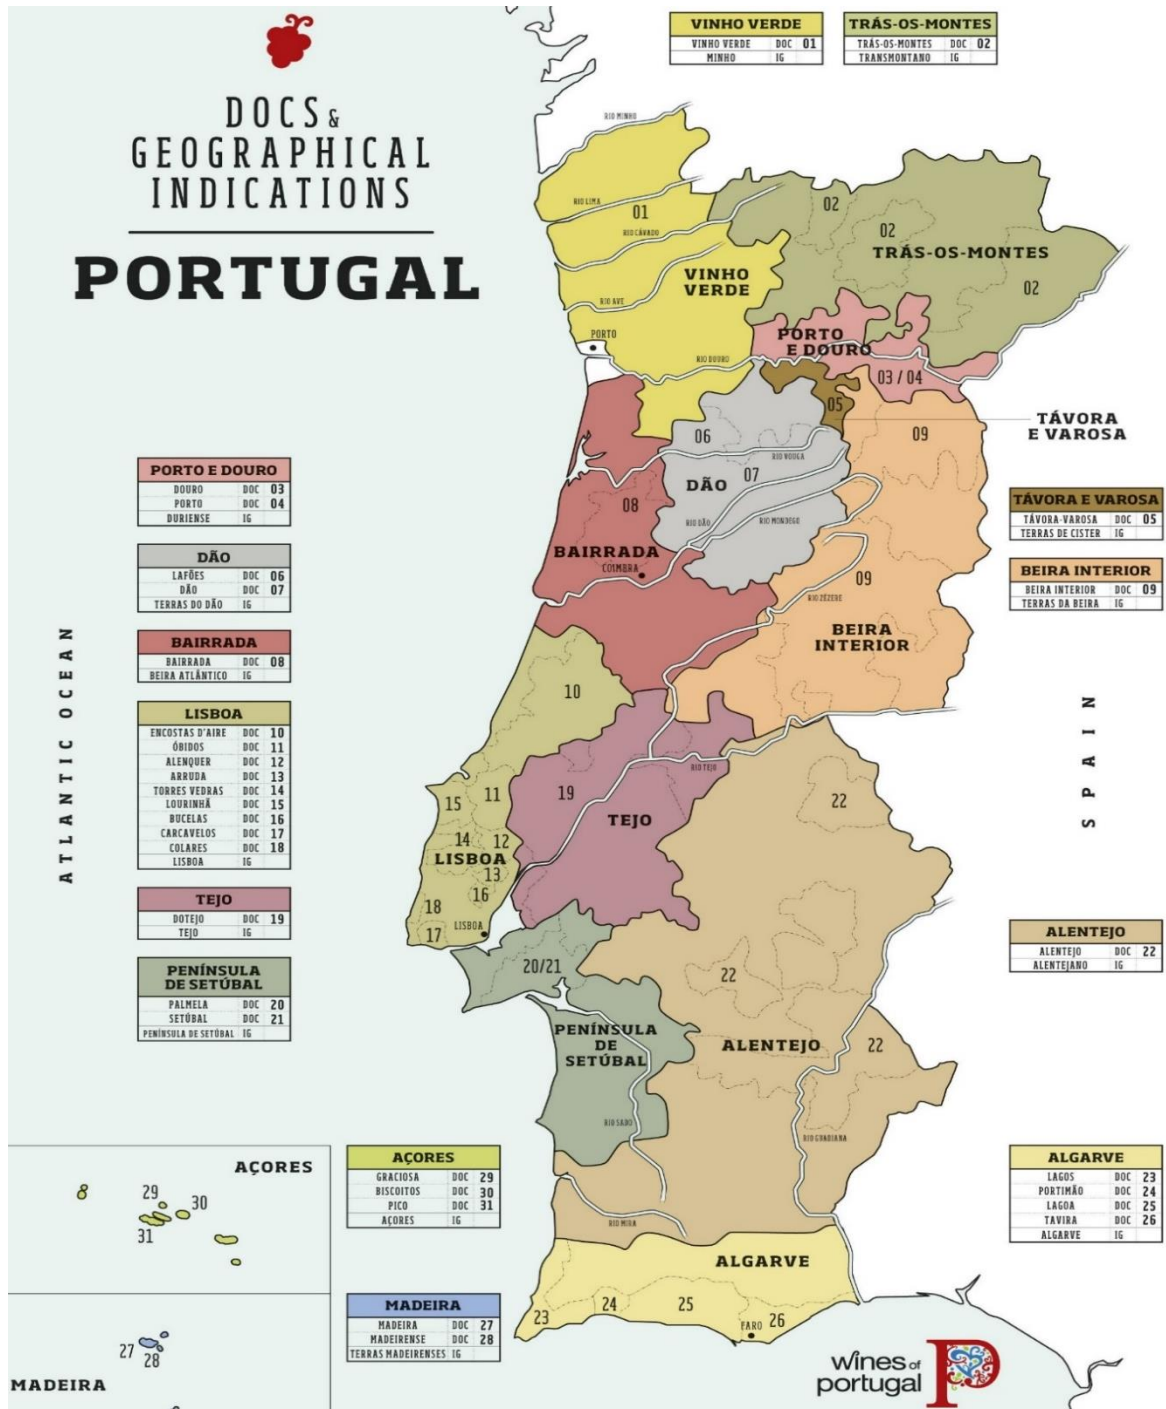 DOCS &
GEOGRAPHICAL
INDICATIONS
PORTUGAL
VINHO VERDE
VINHO VERDE DOC 01
MINHO IG
TRÁS-OS-MONTES
TRÁS-OS-MONTES DOC 02
TRANSMONTANO IG
RIO MINHO
RIO LIMA
01
RIO CÁVADO
VINHO
VERDE
RIO AVE
PORTO
RIO DOURO
02
02
TRÁS-OS-MONTES
02
PORTO
E DOURO
03 / 04
05
TÁVORA
E VAROSA
09
06
RIO VOUGA
07
DÃO
RIO DÃO
RIO MONDEGO
08
BAIRRADA
COIMBRA
09
RIO ZÊZERE
BEIRA
INTERIOR
PORTO E DOURO
DOURO DOC 03
PORTO DOC 04
DURIENSE IG
DÃO
LAFÕES DOC 06
DÃO DOC 07
TERRAS DO DÃO IG
BAIRRADA
BAIRRADA DOC 08
BEIRA ATLÂNTICO IG
LISBOA
ENCOSTAS D'AIRE DOC 10
ÓBIDOS DOC 11
ALENQUER DOC 12
ARRUDA DOC 13
TORRES VEDRAS DOC 14
LOURINHÃ DOC 15
BUCELAS DOC 16
CARCAVELOS DOC 17
COLARES DOC 18
LISBOA IG
TEJO
DOTEJO DOC 19
TEJO IG
PENÍNSULA
DE SETÚBAL
PALMELA DOC 20
SETÚBAL DOC 21
PENÍNSULA DE SETÚBAL IG
ATLANTIC OCEAN
TÁVORA E VAROSA
TÁVORA-VAROSA DOC 05
TERRAS DE CISTER IG
BEIRA INTERIOR
BEIRA INTERIOR DOC 09
TERRAS DA BEIRA IG
SPAIN
10
RIO TEJO
19
TEJO
15
11
14
12
LISBOA
13
16
18
17
LISBOA
22
20/21
22
PENÍNSULA
DE
SETÚBAL
ALENTEJO
22
RIO SADO
RIO GUADIANA
RIO MIRA
ALENTEJO
ALENTEJO DOC 22
ALENTEJANO IG
ALGARVE
LAGOS DOC 23
PORTIMÃO DOC 24
LAGOA DOC 25
TAVIRA DOC 26
ALGARVE IG
ALGARVE
23
24
25
FARO
26
AÇORES
29
30
31
AÇORES
GRACIOSA DOC 29
BISCOITOS DOC 30
PICO DOC 31
AÇORES IG
MADEIRA
MADEIRA DOC 27
MADEIRENSE DOC 28
TERRAS MADEIRENSES IG
27
28
MADEIRA
wines of
portugal
P